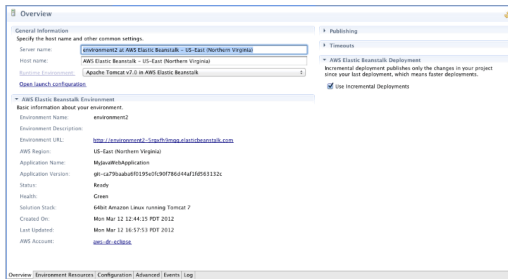 Overview
General Information
Specify the host name and other common settings.
Server name: environment2 at AWS Elastic Beanstalk - US-East (Northern Virginia)
Host name: AWS Elastic Beanstalk - US-East (Northern Virginia)
Runtime Environment: Apache Tomcat v7.0 in AWS Elastic Beanstalk
Open launch configuration
AWS Elastic Beanstalk Environment
Basic information about your environment.
Environment Name: environment2
Environment Description:
Environment URL:
AWS Region: US-East (Northern Virginia)
Application Name: MyJavaWebApplication
Application Version:
Status: Ready
Health: Green
Solution Stack: 64bit Amazon Linux running Tomcat 7
Created On: Mon Mar 12 12:44:15 PDT 2012
Last Updated: Mon Mar 12 16:57:53 PDT 2012
AWS Account: aws-dr-eclipse
Publishing
Timeouts
AWS Elastic Beanstalk Deployment
Incremental deployment publishes only the changes in your project
since your last deployment, which means faster deployments.
Use Incremental Deployments
Overview Environment Resources Configuration Advanced Events Log